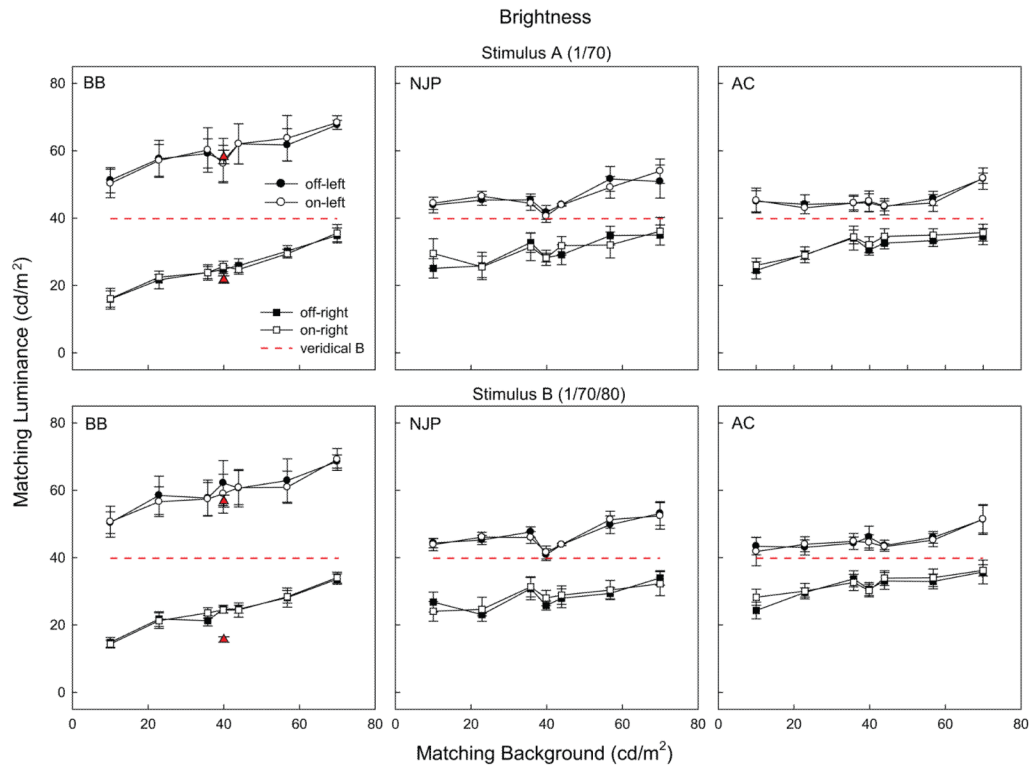 Brightness
Stimulus A (1/70)
BB
NJP
AC
80
60
40
20
0
off-left
on-left
off-right
on-right
veridical B
Matching Luminance (cd/m²)
Stimulus B (1/70/80)
BB
NJP
AC
80
60
40
20
0
0 20 40 60 80 0 20 40 60 80 0 20 40 60 80
Matching Background (cd/m²)